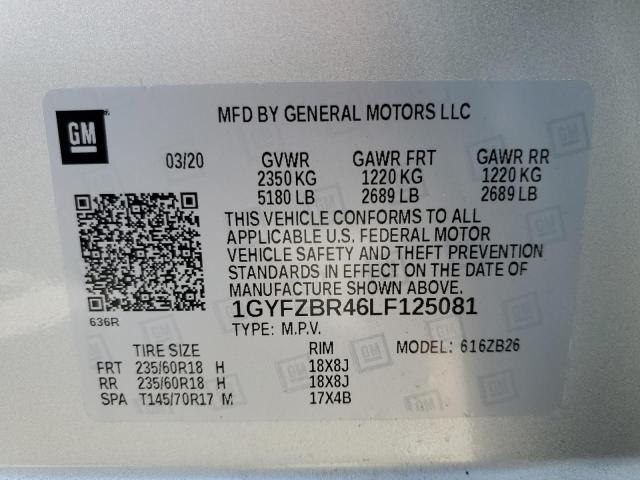 GM
MFD BY GENERAL MOTORS LLC
03/20 GVWR GAWR FRT GAWR RR
2350 KG 1220 KG 1220 KG
5180 LB 2689 LB 2689 LB
THIS VEHICLE CONFORMS TO ALL
APPLICABLE U.S. FEDERAL MOTOR
VEHICLE SAFETY AND THEFT PREVENTION
STANDARDS IN EFFECT ON THE DATE OF
MANUFACTURE SHOWN ABOVE.
636R
1GYFZBR46LF125081
TYPE: M.P.V.
TIRE SIZE RIM MODEL: 616ZB26
FRT 235/60R18 H 18X8J
RR 235/60R18 H 18X8J
SPA T145/70R17 M 17X4B